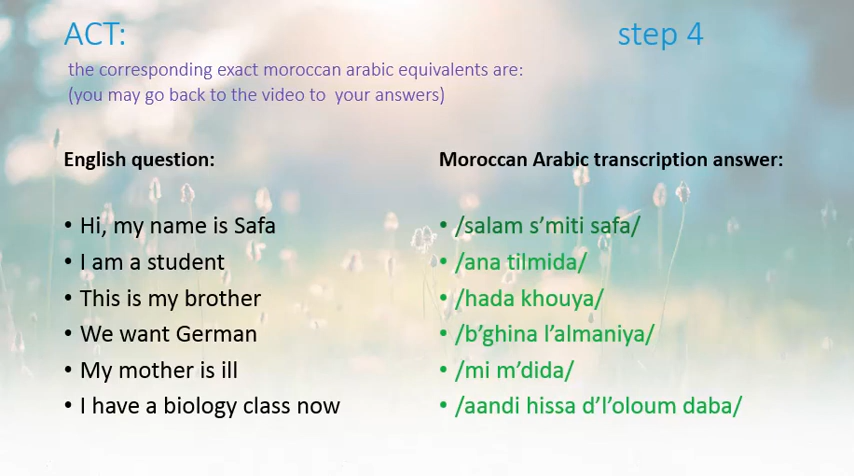 ACT:
step 4
the corresponding exact moroccan arabic equivalents are:
(you may go back to the video to  your answers)
English question:
• Hi, my name is Safa
• I am a student
• This is my brother
• We want German
• My mother is ill
• I have a biology class now
Moroccan Arabic transcription answer:
• /salam s’miti safa/
• /ana tilmida/
• /hada khouya/
• /b’ghina l’almaniya/
• /mi m’dida/
• /aandi hissa d’l’oloum daba/